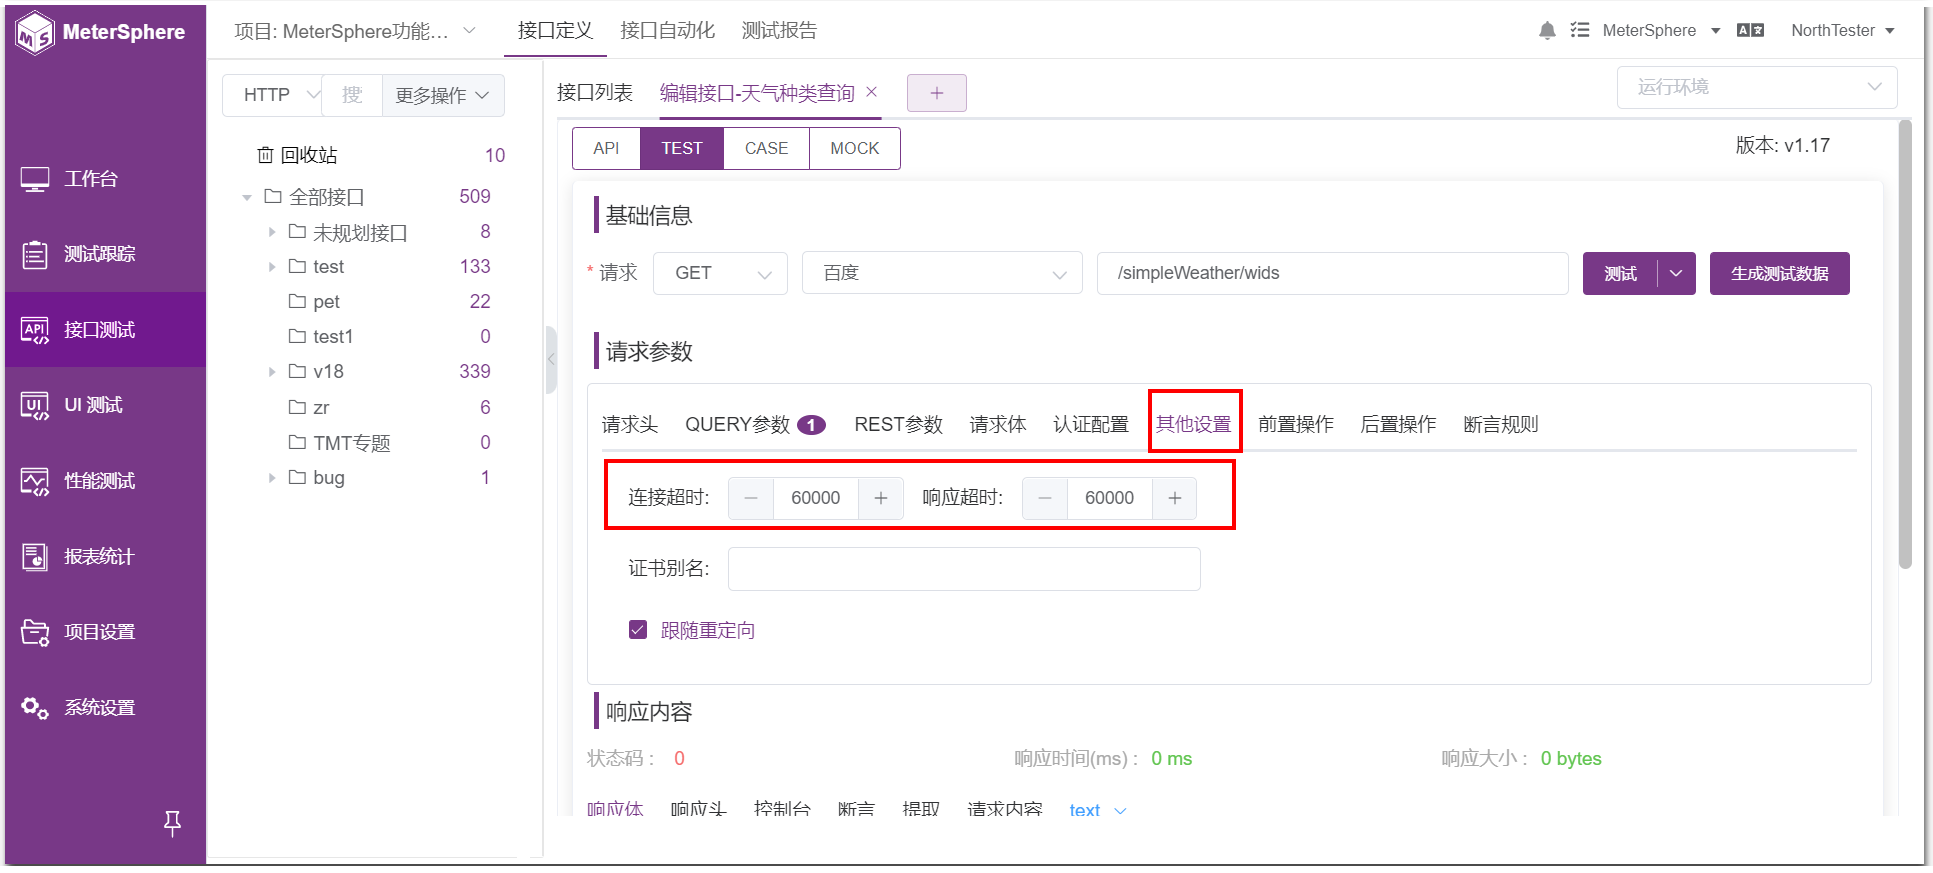 MeterSphere
项目: MeterSphere功能...
接口定义
接口自动化
测试报告
MeterSphere
NorthTester
工作台
测试跟踪
接口测试
UI 测试
性能测试
报表统计
项目设置
系统设置
HTTP
搜
更多操作
回收站 10
全部接口 509
未规划接口 8
test 133
pet 22
test1 0
v18 339
zr 6
TMT专题 0
bug 1
接口列表
编辑接口-天气种类查询
+
运行环境
API TEST CASE MOCK
版本: v1.17
基础信息
* 请求 GET 百度 /simpleWeather/wids 测试 生成测试数据
请求参数
请求头 QUERY参数 1 REST参数 请求体 认证配置 其他设置 前置操作 后置操作 断言规则
连接超时: − 60000 + 响应超时: − 60000 +
证书别名:
跟随重定向
响应内容
状态码： 0 响应时间(ms)： 0 ms 响应大小： 0 bytes
响应体 响应头 控制台 断言 提取 请求内容 text